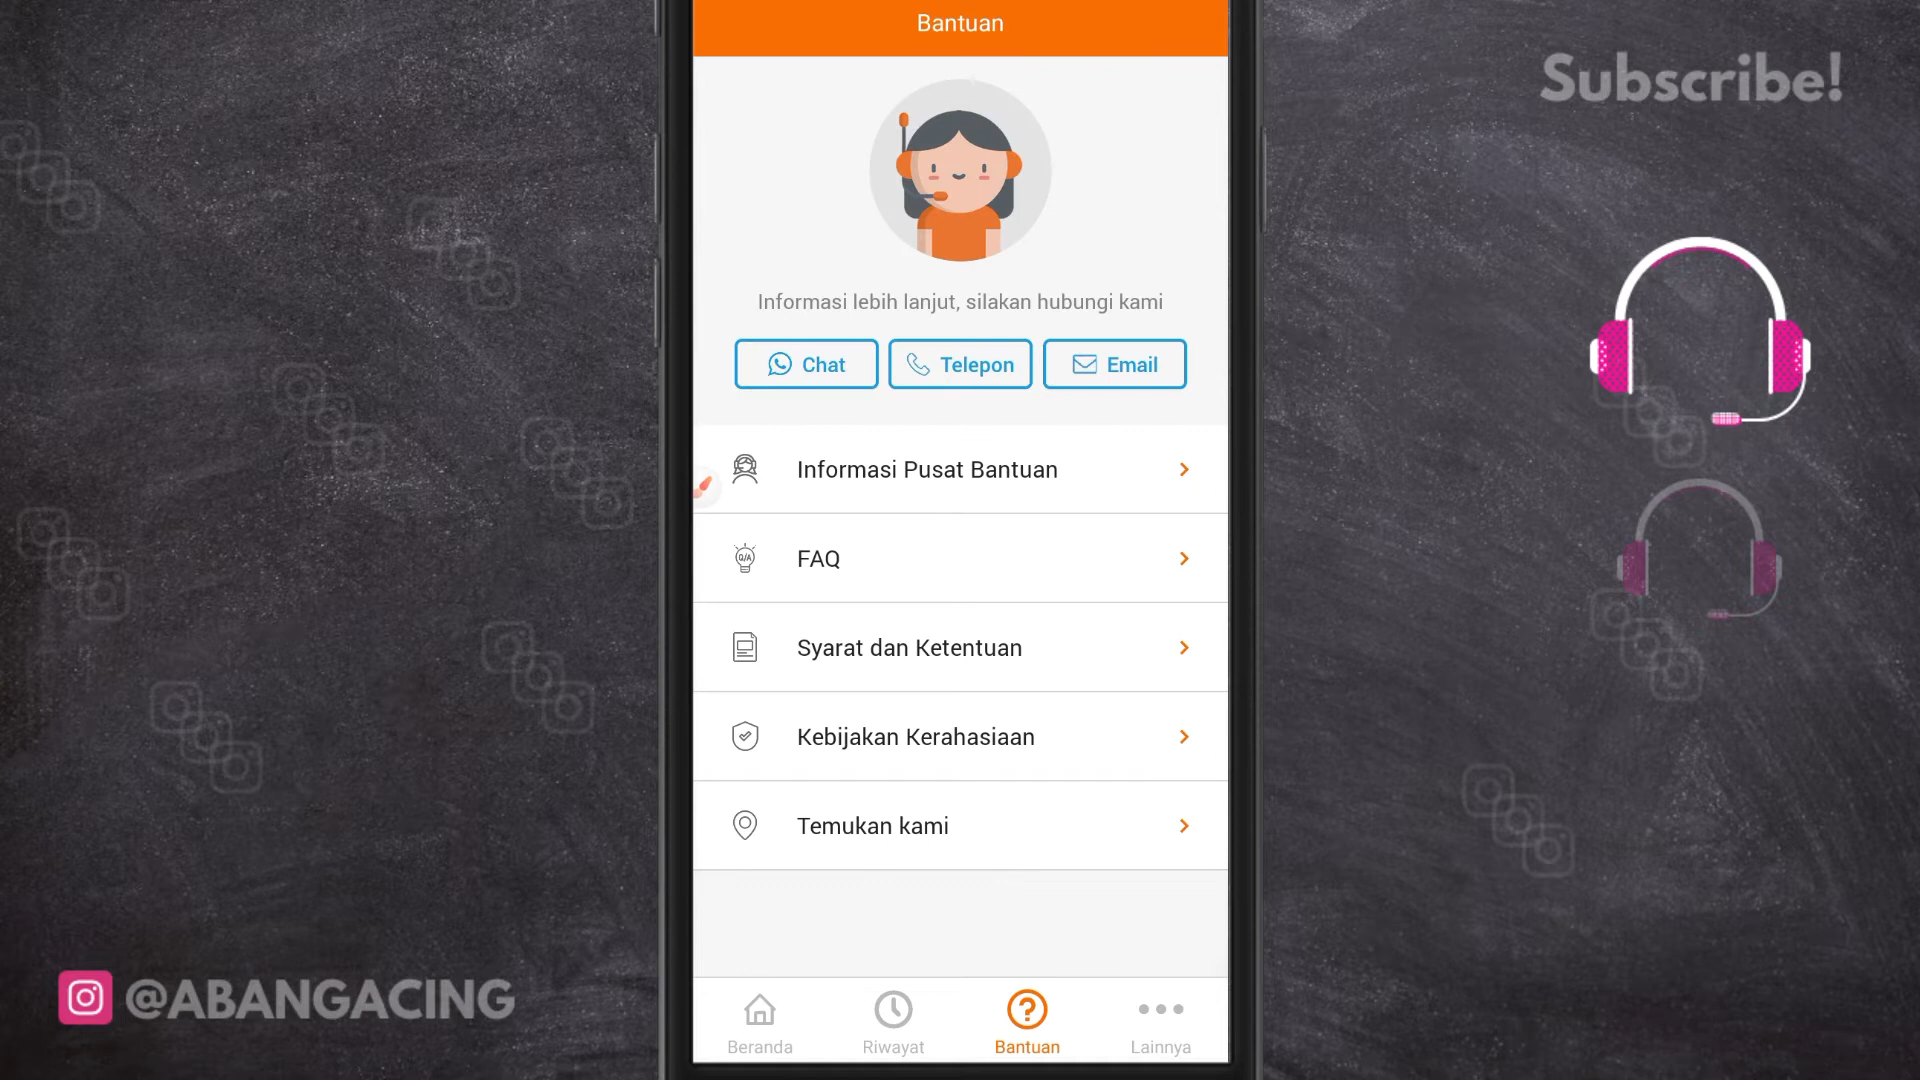 Bantuan
Subscribe!
Informasi lebih lanjut, silakan hubungi kami
Chat
Telepon
Email
Informasi Pusat Bantuan
Q/A
FAQ
Syarat dan Ketentuan
Kebijakan Kerahasiaan
Temukan kami
@ABANGACING
Beranda
Riwayat
Bantuan
Lainnya